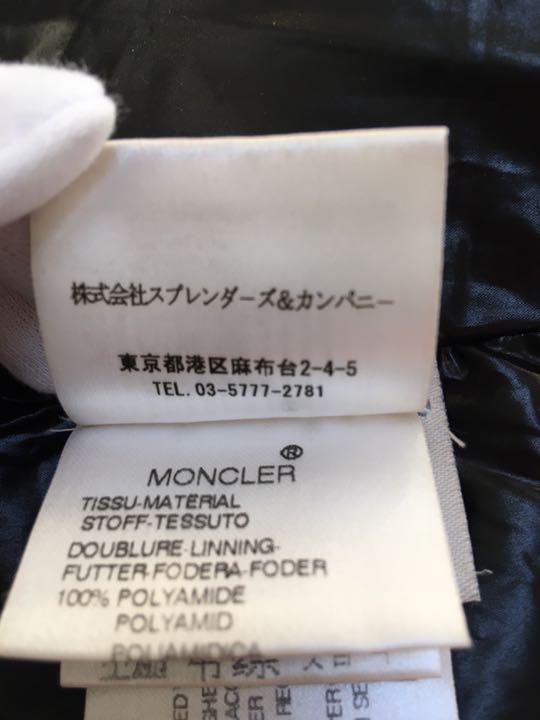 株式会社スプレンダーズ&カンパニー
東京都港区麻布台2-4-5
TEL. 03-5777-2781
MONCLER®
TISSU-MATERIAL
STOFF-TESSUTO
DOUBLURE-LINNING-
FUTTER-FODERA-FODER
100% POLYAMIDE
POLYAMID
POLIAMIDICA